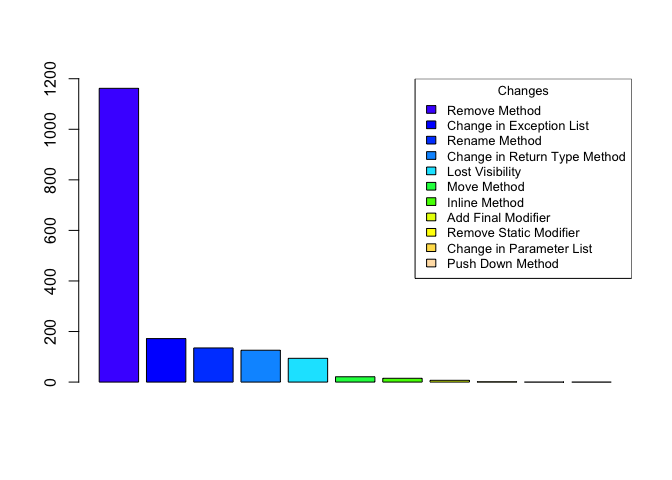 1200
1000
800
600
400
200
0
Changes
Remove Method
Change in Exception List
Rename Method
Change in Return Type Method
Lost Visibility
Move Method
Inline Method
Add Final Modifier
Remove Static Modifier
Change in Parameter List
Push Down Method